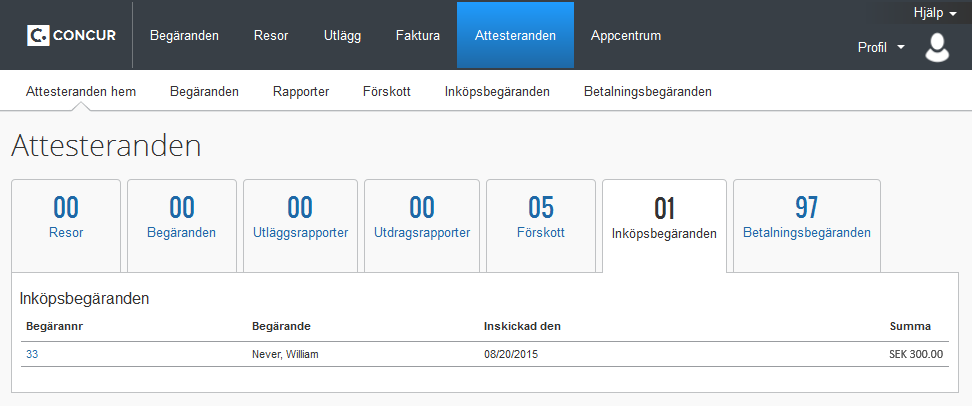 Hjälp
C. CONCUR Begäranden Resor Utlägg Faktura Attesteranden Appcentrum Profil
Attesteranden hem Begäranden Rapporter Förskott Inköpsbegäranden Betalningsbegäranden
Attesteranden
00 00 00 00 05 01 97
Resor Begäranden Utläggsrapporter Utdragsrapporter Förskott Inköpsbegäranden Betalningsbegäranden
Inköpsbegäranden
Begärannr Begärande Inskickad den Summa
33 Never, William 08/20/2015 SEK 300.00